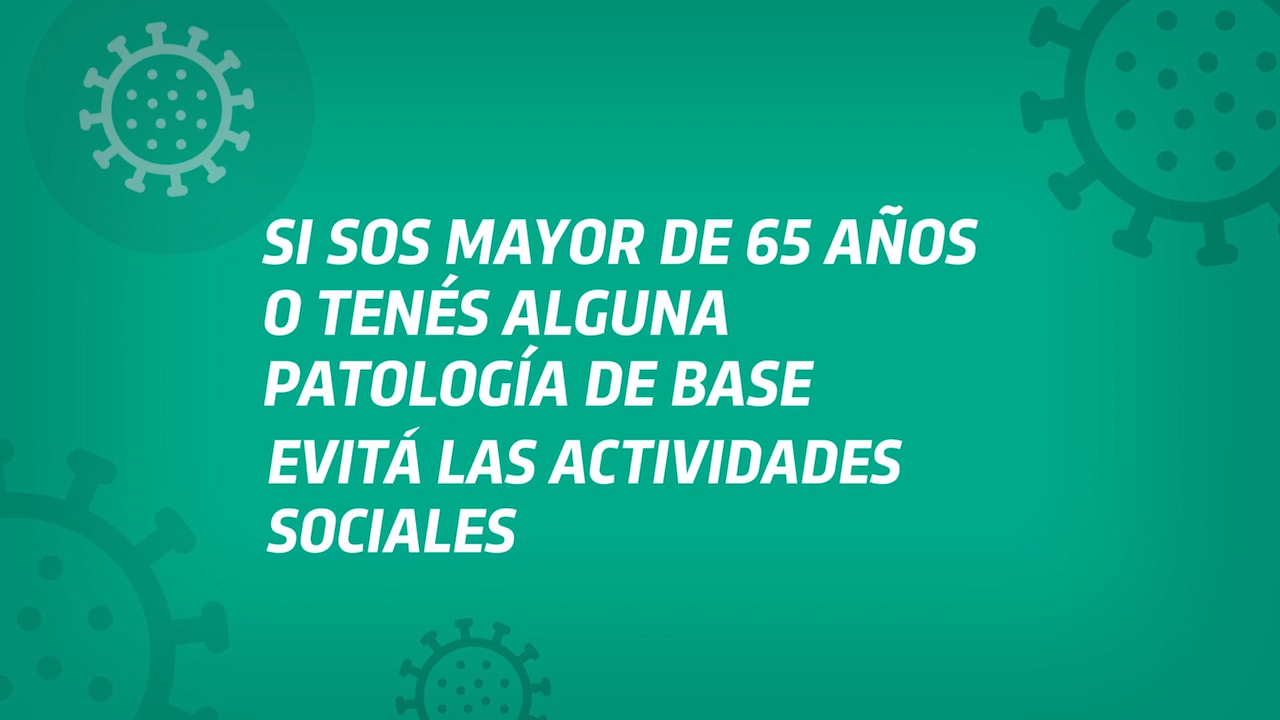 SI SOS MAYOR DE 65 AÑOS
O TENÉS ALGUNA
PATOLOGÍA DE BASE
EVITÁ LAS ACTIVIDADES
SOCIALES